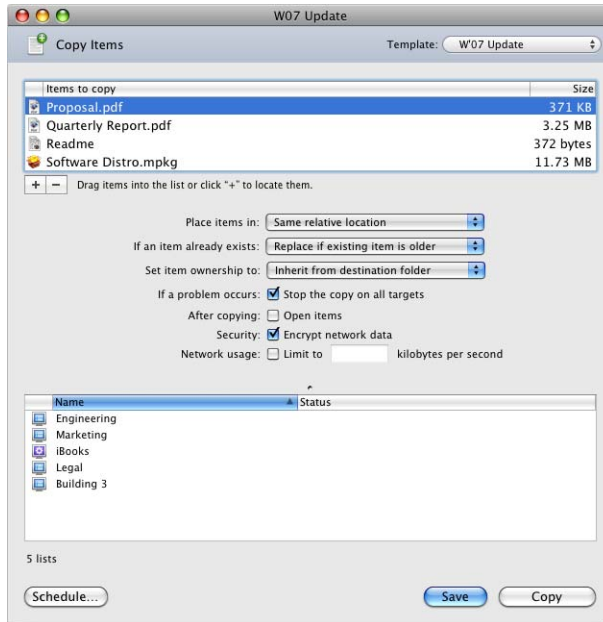 W07 Update
Copy Items Template: W'07 Update
Items to copy Size
Proposal.pdf 371 KB
Quarterly Report.pdf 3.25 MB
Readme 372 bytes
Software Distro.mpkg 11.73 MB
+ − Drag items into the list or click "+" to locate them.
Place items in: Same relative location
If an item already exists: Replace if existing item is older
Set item ownership to: Inherit from destination folder
If a problem occurs: Stop the copy on all targets
After copying: Open items
Security: Encrypt network data
Network usage: Limit to kilobytes per second
Name Status
Engineering
Marketing
iBooks
Legal
Building 3
5 lists
Schedule... Save Copy